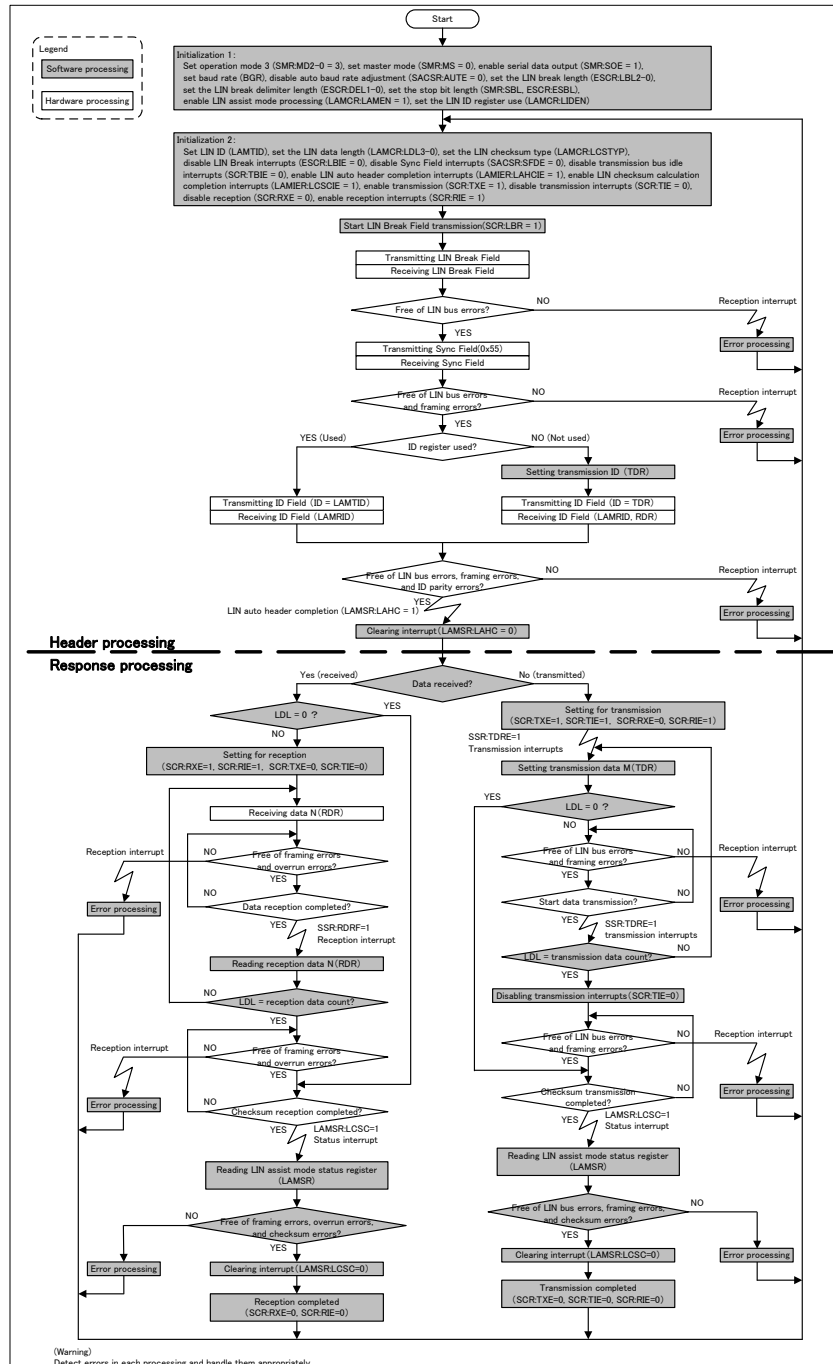 Start
Legend
Software processing
Hardware processing
Initialization 1:
Set operation mode 3 (SMR:MD2-0 = 3), set master mode (SMR:MS = 0), enable serial data output (SMR:SOE = 1),
set baud rate (BGR), disable auto baud rate adjustment (SACSR:AUTE = 0), set the LIN break length (ESCR:LBL2-0),
set the LIN break delimiter length (ESCR:DEL1-0), set the stop bit length (SMR:SBL, ESCR:ESBL),
enable LIN assist mode processing (LAMCR:LAMEN = 1), set the LIN ID register use (LAMCR:LIDEN)
Initialization 2:
Set LIN ID (LAMTID), set the LIN data length (LAMCR:LDL3-0), set the LIN checksum type (LAMCR:LCSTYP),
disable LIN Break interrupts (ESCR:LBIE = 0), disable Sync Field interrupts (SACSR:SFDE = 0), disable transmission bus idle
interrupts (SCR:TBIE = 0), enable LIN auto header completion interrupts (LAMIER:LAHCIE = 1), enable LIN checksum calculation
completion interrupts (LAMIER:LCSCIE = 1), enable transmission (SCR:TXE = 1), disable transmission interrupts (SCR:TIE = 0),
disable reception (SCR:RXE = 0), enable reception interrupts (SCR:RIE = 1)
Start LIN Break Field transmission(SCR:LBR = 1)
Transmitting LIN Break Field
Receiving LIN Break Field
Free of LIN bus errors?
NO
Reception interrupt
Error processing
YES
Transmitting Sync Field(0x55)
Receiving Sync Field
Free of LIN bus errors
and framing errors?
NO
Reception interrupt
Error processing
YES
YES (Used)
ID register used?
NO (Not used)
Setting transmission ID (TDR)
Transmitting ID Field (ID = LAMTID)
Receiving ID Field (LAMRID)
Transmitting ID Field (ID = TDR)
Receiving ID Field (LAMRID, RDR)
Free of LIN bus errors, framing errors,
and ID parity errors?
NO
Reception interrupt
Error processing
YES
LIN auto header completion (LAMSR:LAHC = 1)
Clearing interrupt(LAMSR:LAHC = 0)
Header processing
Response processing
Yes (received)
Data received?
No (transmitted)
LDL = 0 ?
YES
NO
Setting for reception
(SCR:RXE=1, SCR:RIE=1, SCR:TXE=0, SCR:TIE=0)
Receiving data N(RDR)
Reception interrupt
NO
Free of framing errors
and overrun errors?
YES
Error processing
NO
Data reception completed?
YES
SSR:RDRF=1
Reception interrupt
Reading reception data N(RDR)
NO
LDL = reception data count?
YES
Reception interrupt
NO
Free of framing errors
and overrun errors?
YES
Error processing
NO
Checksum reception completed?
YES
LAMSR:LCSC=1
Status interrupt
Reading LIN assist mode status register
(LAMSR)
NO
Free of framing errors, overrun errors,
and checksum errors?
YES
Error processing
Clearing interrupt(LAMSR:LCSC=0)
Reception completed
(SCR:RXE=0, SCR:RIE=0)
Setting for transmission
(SCR:TXE=1, SCR:TIE=1, SCR:RXE=0, SCR:RIE=1)
SSR:TDRE=1
Transmission interrupts
Setting transmission data M(TDR)
YES
LDL = 0 ?
NO
Free of LIN bus errors
and framing errors?
NO
Reception interrupt
Error processing
YES
Start data transmission?
NO
YES
SSR:TDRE=1
transmission interrupts
LDL = transmission data count?
NO
YES
Disabling transmission interrupts(SCR:TIE=0)
Free of LIN bus errors
and framing errors?
NO
Reception interrupt
Error processing
YES
Checksum transmission
completed?
NO
YES
LAMSR:LCSC=1
Status interrupt
Reading LIN assist mode status register
(LAMSR)
Free of LIN bus errors, framing errors,
and checksum errors?
NO
Error processing
YES
Clearing interrupt(LAMSR:LCSC=0)
Transmission completed
(SCR:TXE=0, SCR:TIE=0, SCR:RIE=0)
(Warning)
Detect errors in each processing and handle them appropriately.